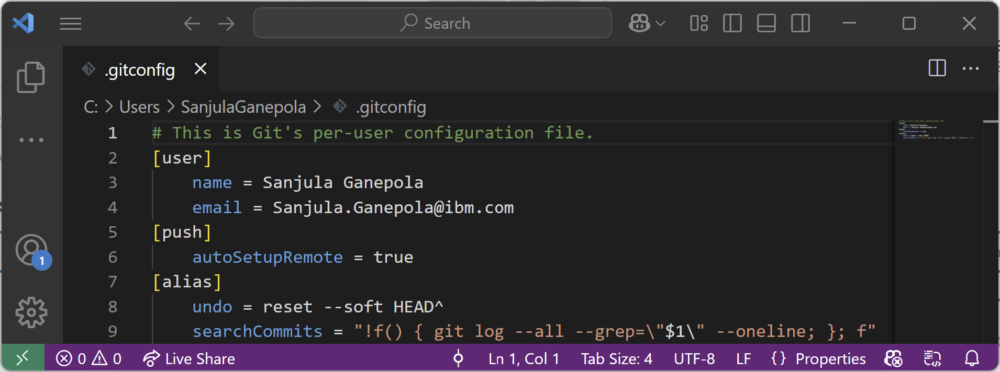 Search
.gitconfig
C: > Users > SanjulaGanepola > .gitconfig
1 # This is Git's per-user configuration file.
2 [user]
3 name = Sanjula Ganepola
4 email = Sanjula.Ganepola@ibm.com
5 [push]
6 autoSetupRemote = true
7 [alias]
8 undo = reset --soft HEAD^
9 searchCommits = "!f() { git log --all --grep=\"$1\" --oneline; }; f"
1
0 0 Live Share Ln 1, Col 1 Tab Size: 4 UTF-8 LF {} Properties